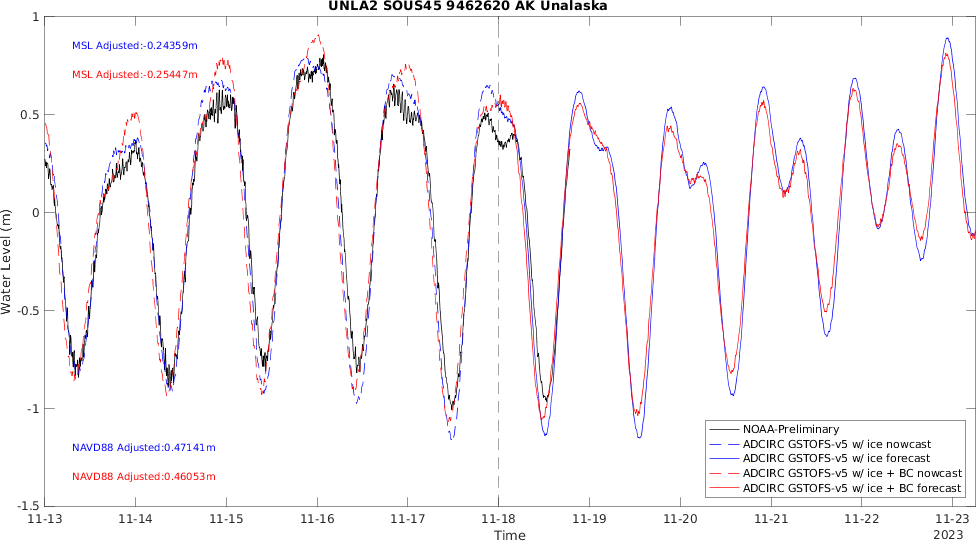 UNLA2 SOUS45 9462620 AK Unalaska
MSL Adjusted:-0.24359m
MSL Adjusted:-0.25447m
Water Level (m)
1
0.5
0
-0.5
-1
-1.5
NAVD88 Adjusted:0.47141m
NAVD88 Adjusted:0.46053m
NOAA-Preliminary
ADCIRC GSTOFS-v5 w/ ice nowcast
ADCIRC GSTOFS-v5 w/ ice forecast
ADCIRC GSTOFS-v5 w/ ice + BC nowcast
ADCIRC GSTOFS-v5 w/ ice + BC forecast
11-13 11-14 11-15 11-16 11-17 11-18 11-19 11-20 11-21 11-22 11-23
Time
2023